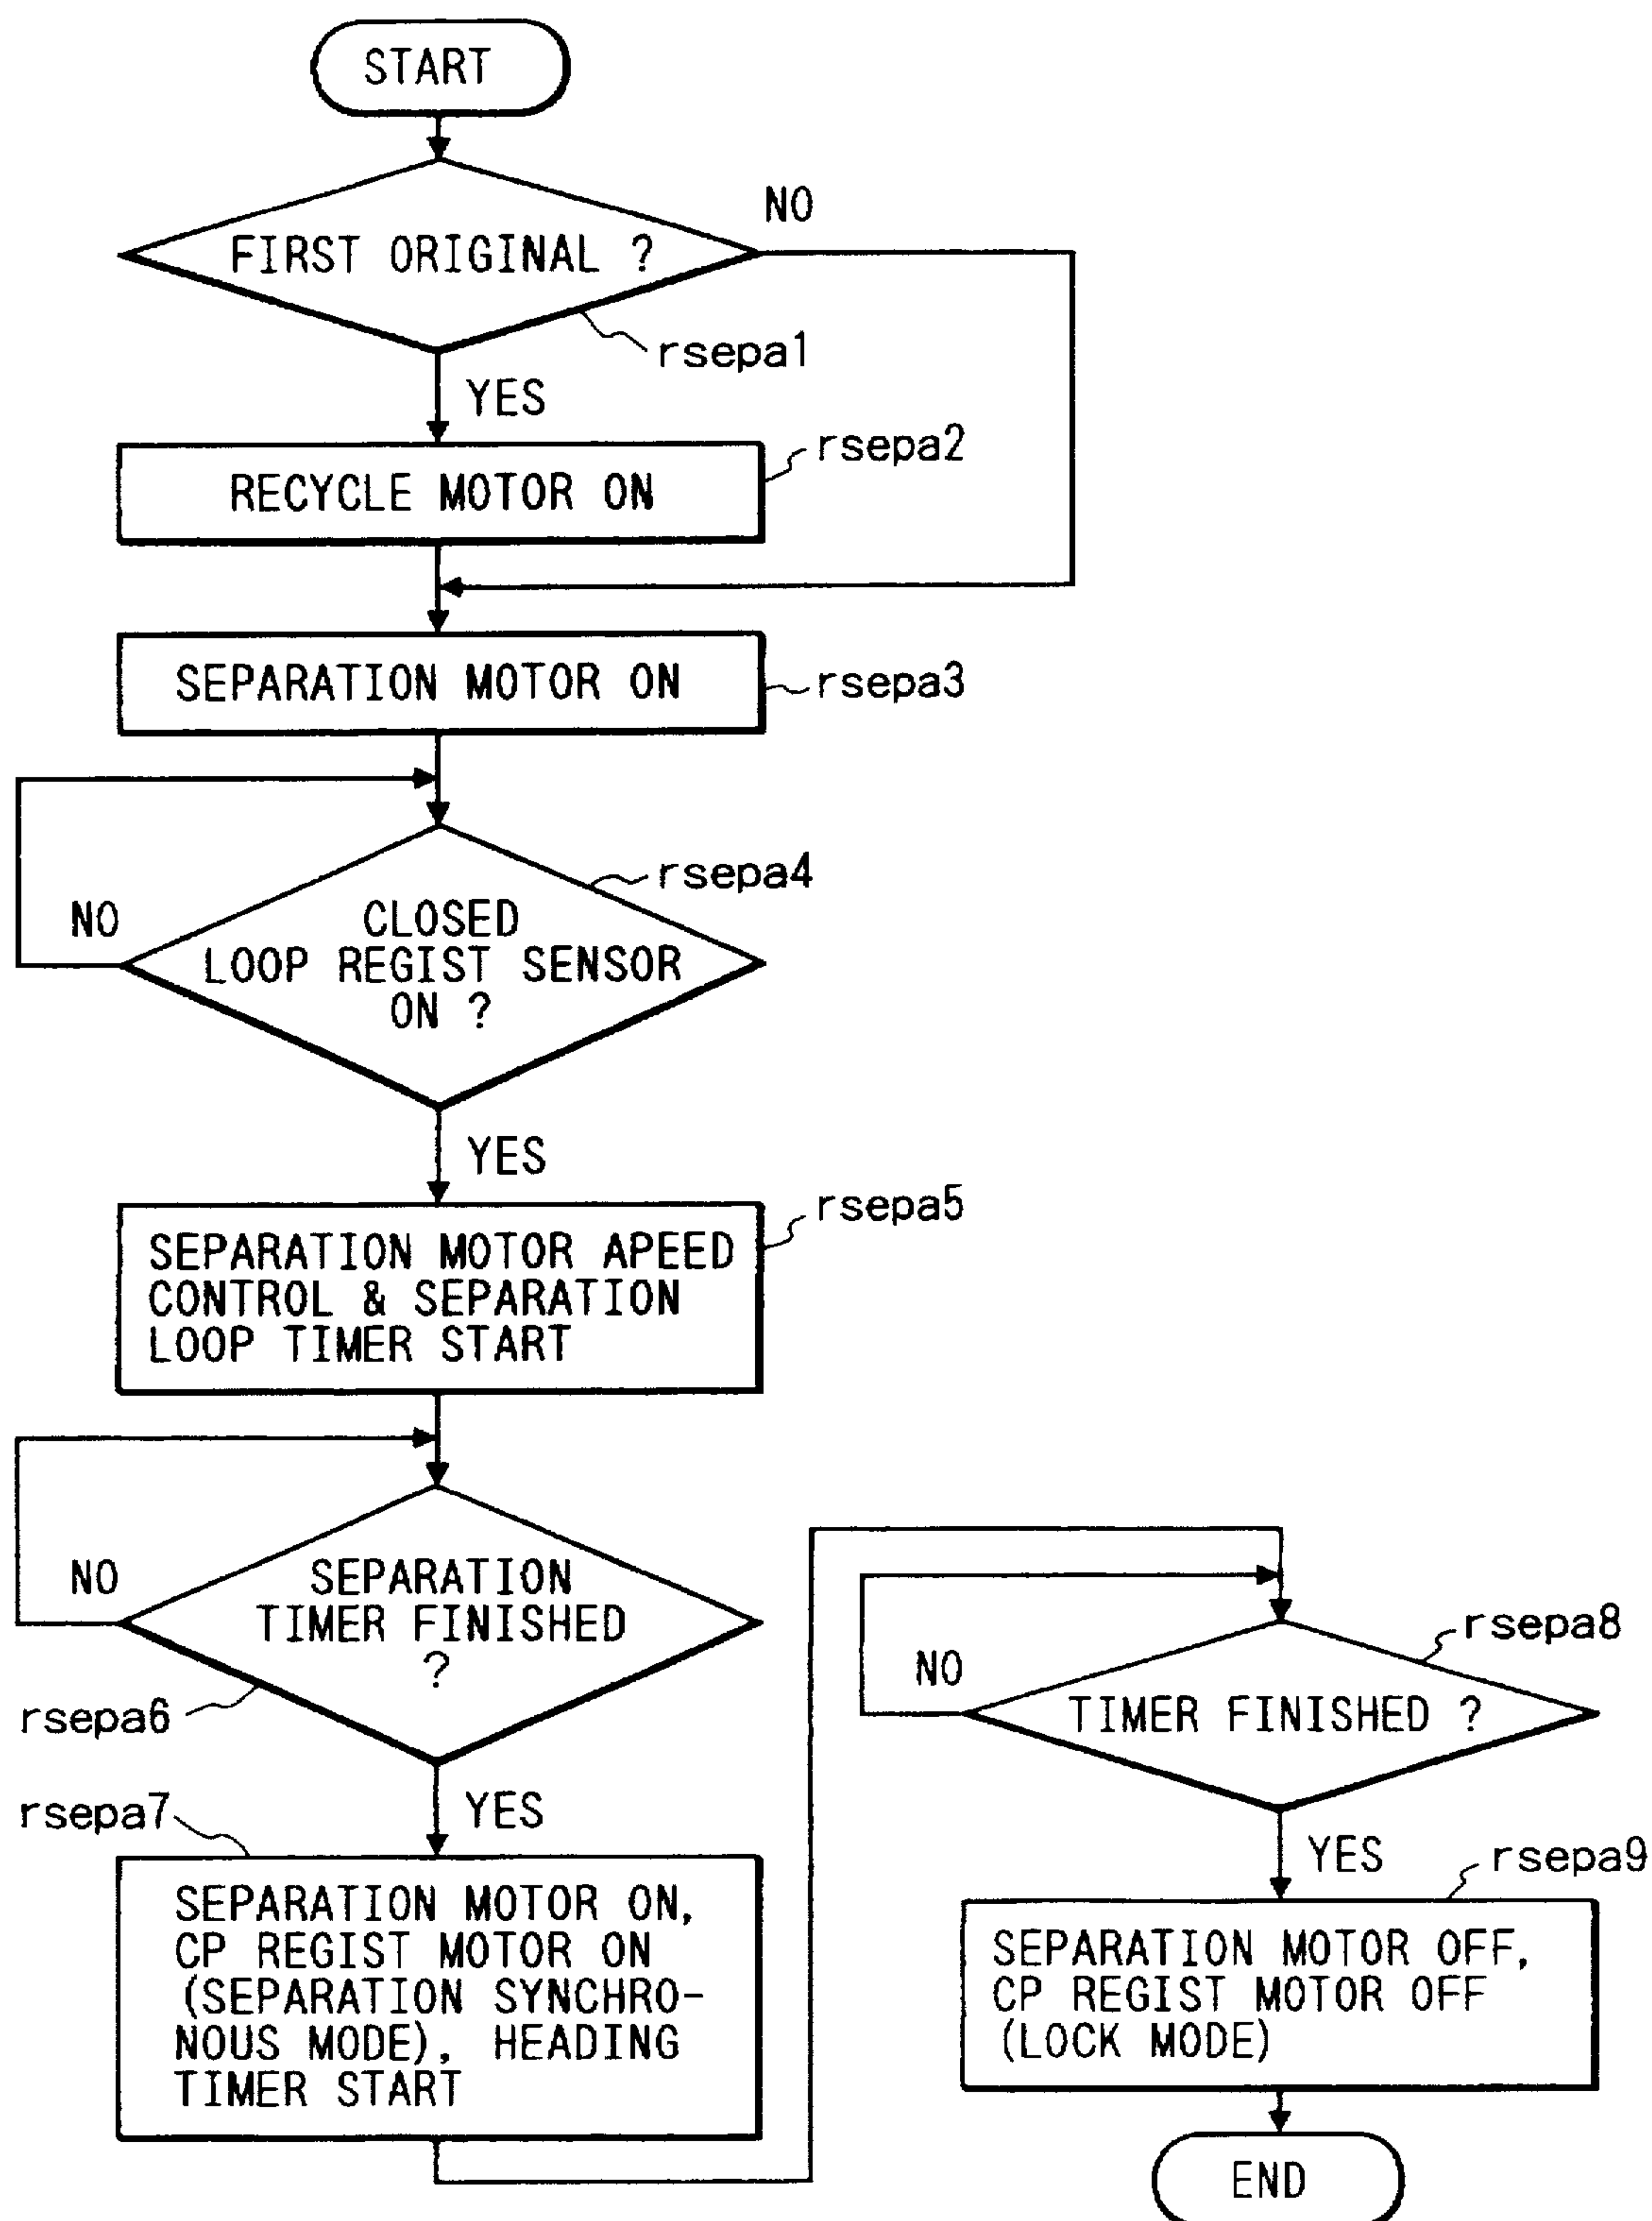 START
FIRST ORIGINAL ?
NO
rsepa1
YES
RECYCLE MOTOR ON
rsepa2
SEPARATION MOTOR ON
rsepa3
rsepa4
NO
CLOSED
LOOP REGIST SENSOR
ON ?
YES
rsepa5
SEPARATION MOTOR APEED
CONTROL & SEPARATION
LOOP TIMER START
NO
SEPARATION
TIMER FINISHED
?
rsepa6
YES
rsepa7
SEPARATION MOTOR ON,
CP REGIST MOTOR ON
(SEPARATION SYNCHRO-
NOUS MODE), HEADING
TIMER START
rsepa8
NO
TIMER FINISHED ?
YES
rsepa9
SEPARATION MOTOR OFF,
CP REGIST MOTOR OFF
(LOCK MODE)
END